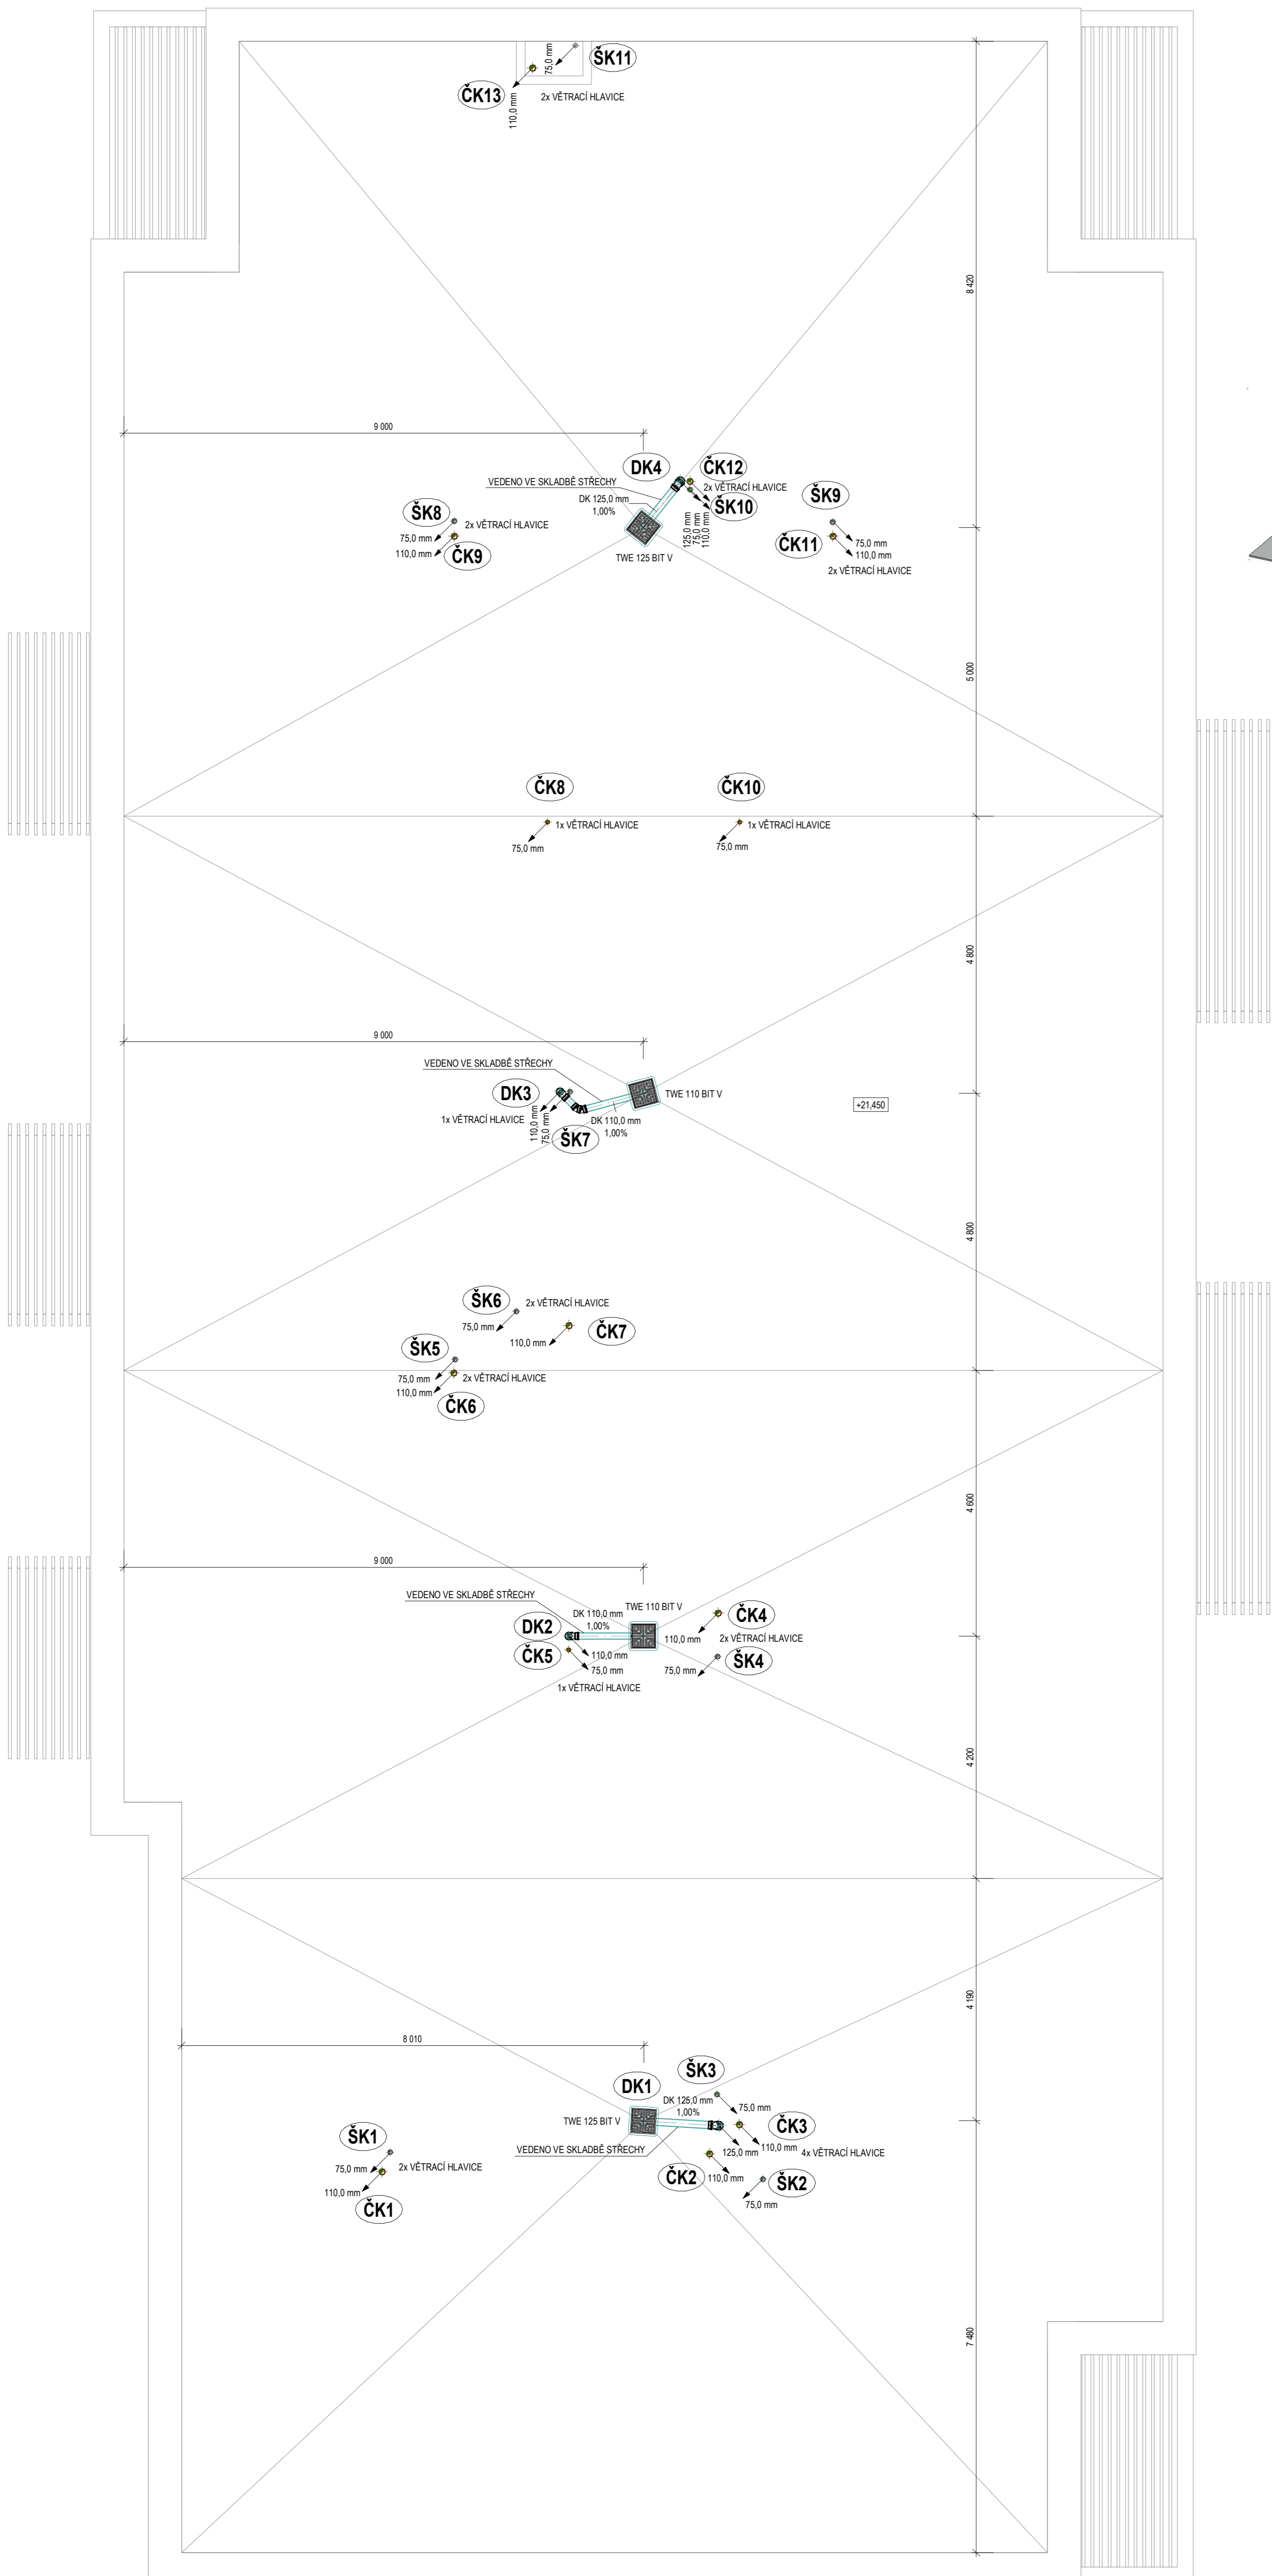 ŠK11
75,0 mm
ČK13
110,0 mm
2x VĚTRACÍ HLAVICE
8 420
9 000
DK4
ČK12
VEDENO VE SKLADBĚ STŘECHY
2x VĚTRACÍ HLAVICE
DK 125,0 mm
1,00%
ŠK10
125,0 mm
75,0 mm
110,0 mm
TWE 125 BIT V
ŠK8
2x VĚTRACÍ HLAVICE
75,0 mm
110,0 mm
ČK9
ŠK9
ČK11
75,0 mm
110,0 mm
2x VĚTRACÍ HLAVICE
5 000
ČK8
1x VĚTRACÍ HLAVICE
75,0 mm
ČK10
1x VĚTRACÍ HLAVICE
75,0 mm
4 800
9 000
VEDENO VE SKLADBĚ STŘECHY
DK3
TWE 110 BIT V
+21,450
1x VĚTRACÍ HLAVICE
110,0 mm
75,0 mm
DK 110,0 mm
1,00%
ŠK7
4 800
ŠK6
2x VĚTRACÍ HLAVICE
75,0 mm
110,0 mm
ČK7
ŠK5
75,0 mm
2x VĚTRACÍ HLAVICE
110,0 mm
ČK6
4 600
9 000
VEDENO VE SKLADBĚ STŘECHY
TWE 110 BIT V
DK 110,0 mm
1,00%
DK2
ČK5
110,0 mm
75,0 mm
1x VĚTRACÍ HLAVICE
ČK4
110,0 mm
2x VĚTRACÍ HLAVICE
ŠK4
75,0 mm
4 200
4 190
8 010
ŠK3
DK1
DK 125,0 mm
1,00%
75,0 mm
TWE 125 BIT V
ČK3
110,0 mm
4x VĚTRACÍ HLAVICE
VEDENO VE SKLADBĚ STŘECHY
125,0 mm
ČK2
110,0 mm
ŠK2
75,0 mm
ŠK1
75,0 mm
2x VĚTRACÍ HLAVICE
110,0 mm
ČK1
7 480